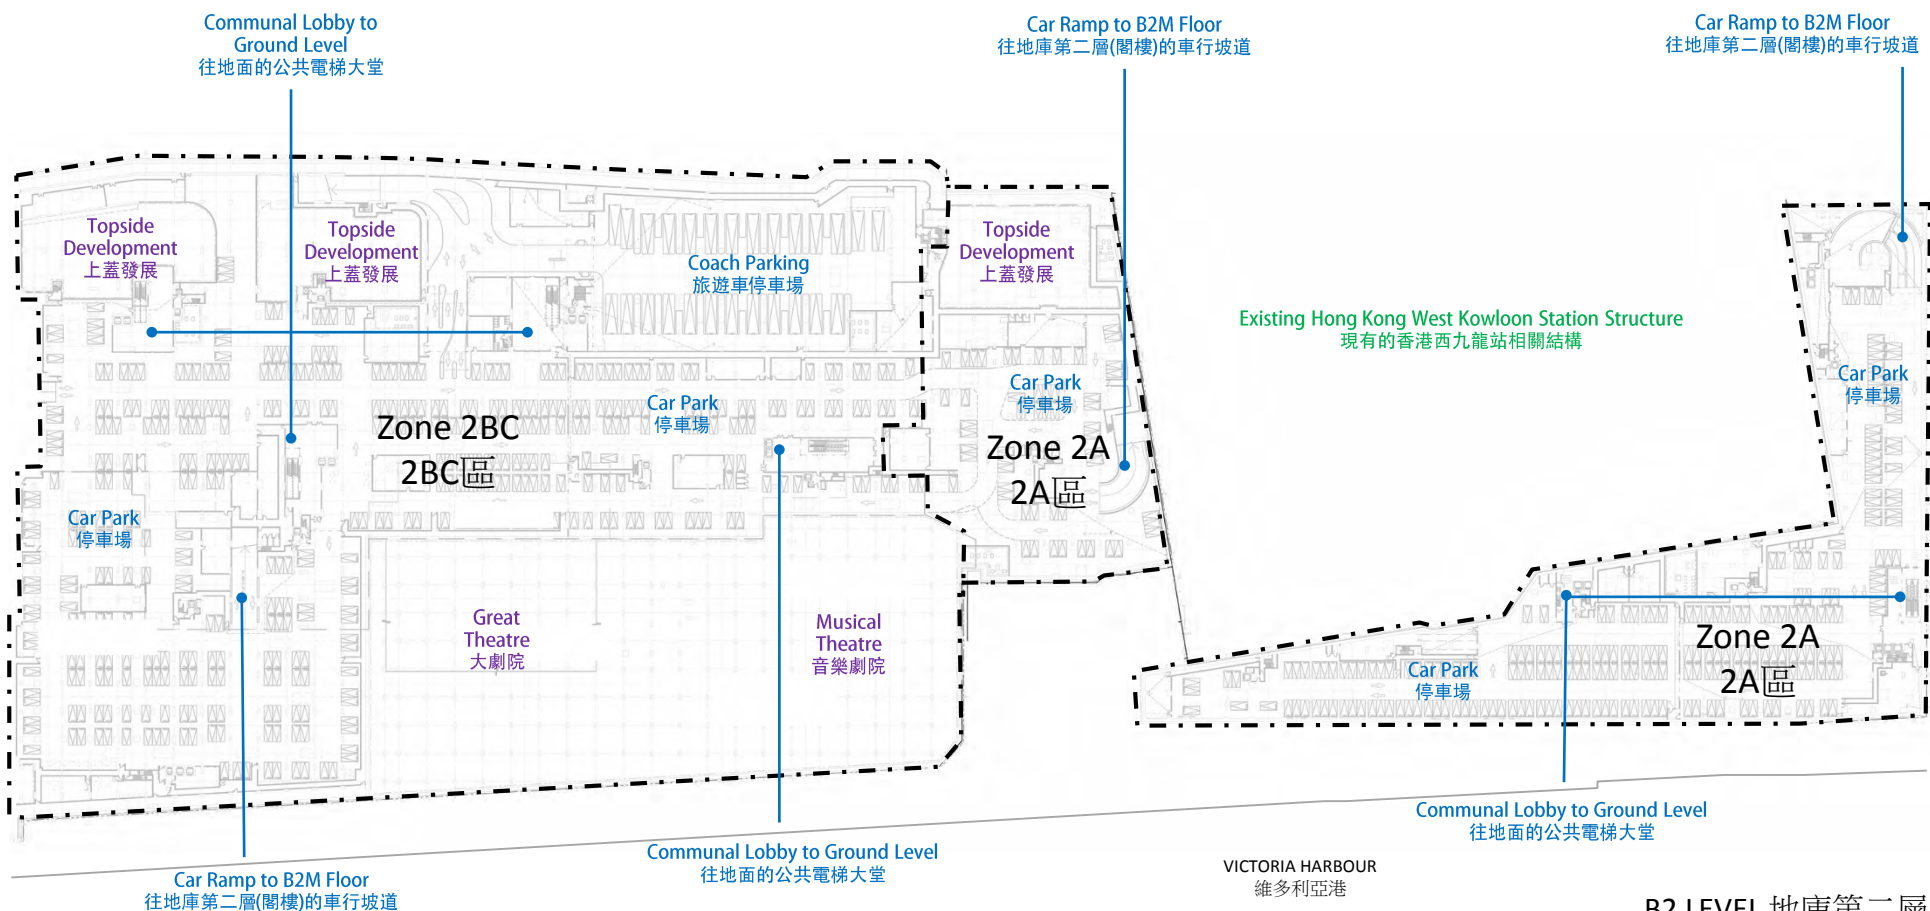 Communal Lobby to
Ground Level
往地面的公共電梯大堂
Car Ramp to B2M Floor
往地庫第二層(閣樓)的車行坡道
Car Ramp to B2M Floor
往地庫第二層(閣樓)的車行坡道
Topside
Development
上蓋發展
Topside
Development
上蓋發展
Coach Parking
旅遊車停車場
Topside
Development
上蓋發展
Existing Hong Kong West Kowloon Station Structure
現有的香港西九龍站相關結構
Car Park
停車場
Car Park
停車場
Car Park
停車場
Zone 2BC
2BC區
Zone 2A
2A區
Car Park
停車場
Great
Theatre
大劇院
Musical
Theatre
音樂劇院
Zone 2A
2A區
Car Park
停車場
Communal Lobby to Ground Level
往地面的公共電梯大堂
Communal Lobby to Ground Level
往地面的公共電梯大堂
VICTORIA HARBOUR
維多利亞港
Car Ramp to B2M Floor
往地庫第二層(閣樓)的車行坡道
B2 LEVEL 地庫第二層